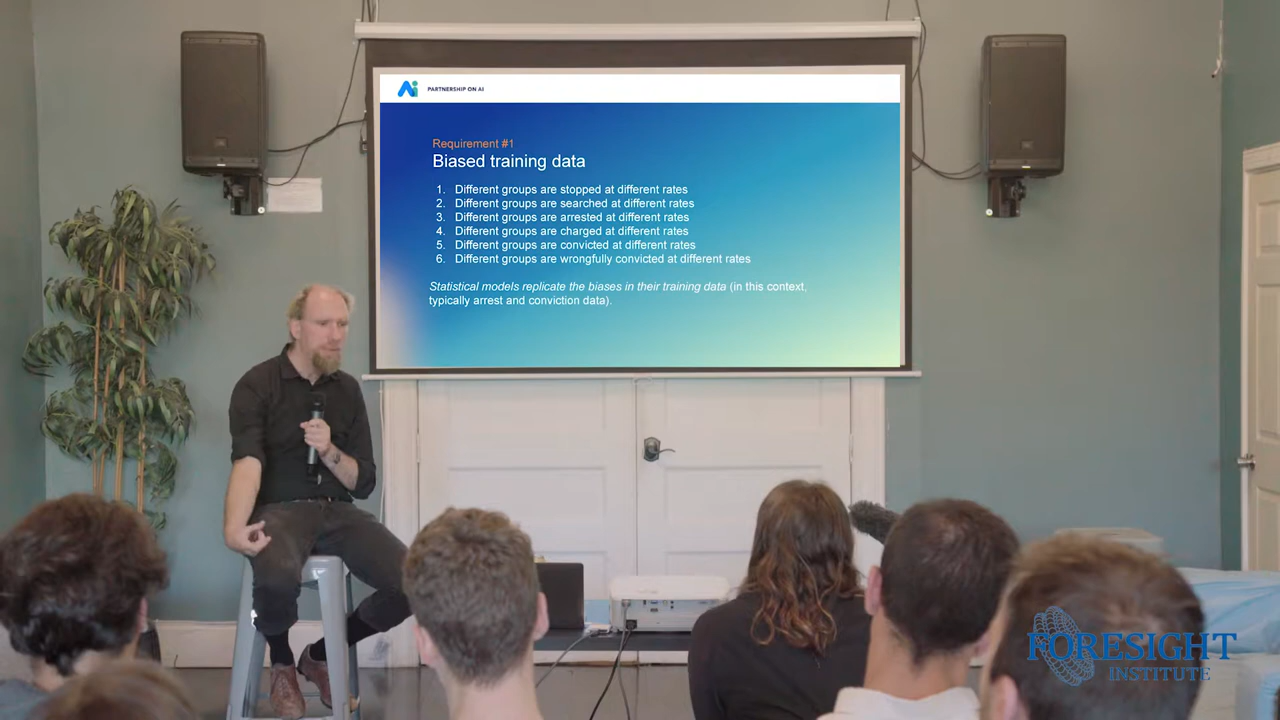 PARTNERSHIP ON AI
Requirement #1
Biased training data
1. Different groups are stopped at different rates
2. Different groups are searched at different rates
3. Different groups are arrested at different rates
4. Different groups are charged at different rates
5. Different groups are convicted at different rates
6. Different groups are wrongfully convicted at different rates
Statistical models replicate the biases in their training data (in this context,
typically arrest and conviction data).
FORESIGHT
INSTITUTE